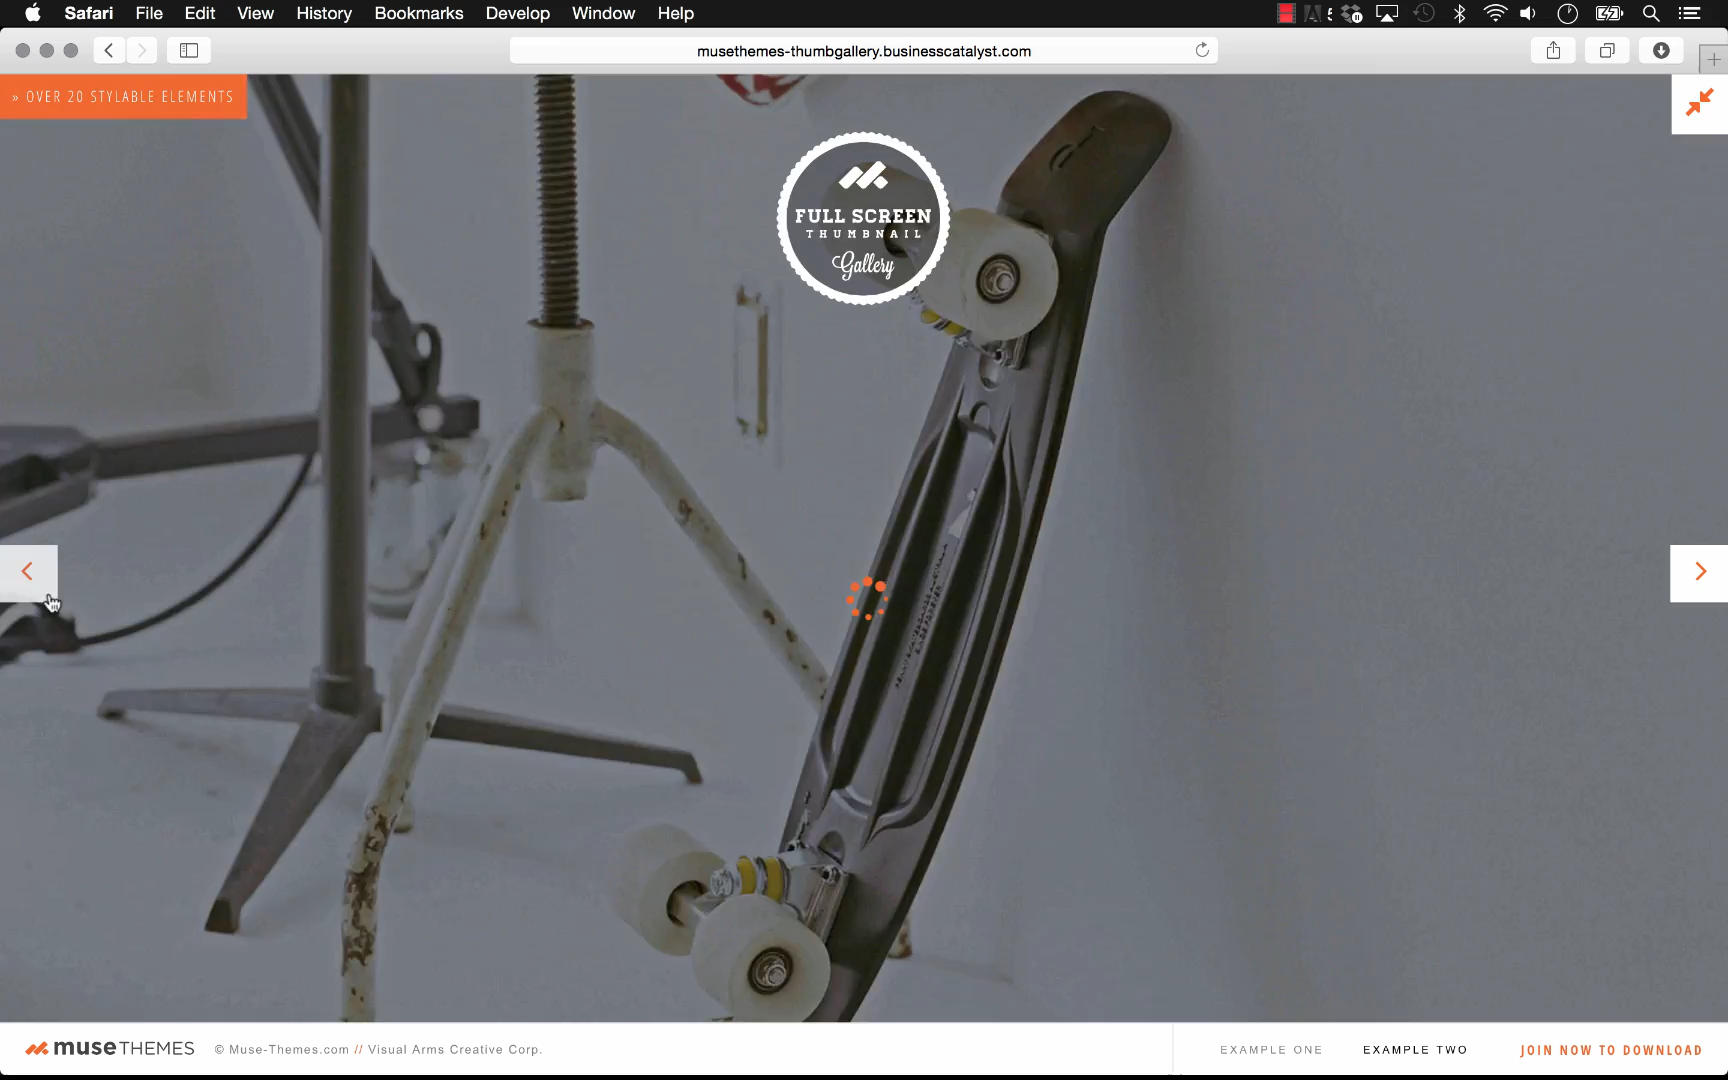 Safari File Edit View History Bookmarks Develop Window Help
musethemes-thumbgallery.businesscatalyst.com
» OVER 20 STYLABLE ELEMENTS
FULL SCREEN
THUMBNAIL
Gallery
museTHEMES © Muse-Themes.com // Visual Arms Creative Corp. EXAMPLE ONE EXAMPLE TWO JOIN NOW TO DOWNLOAD